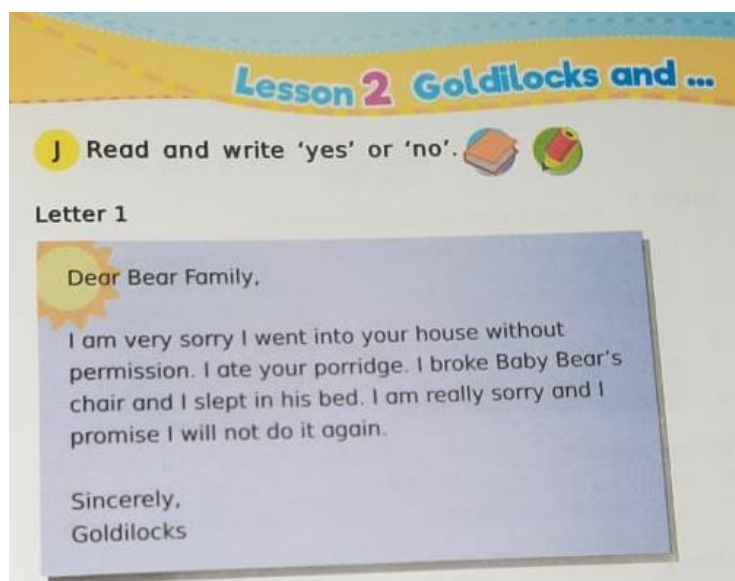 Lesson 2 Goldilocks and ...
J Read and write ‘yes’ or ‘no’.
Letter 1
Dear Bear Family,
I am very sorry I went into your house without
permission. I ate your porridge. I broke Baby Bear’s
chair and I slept in his bed. I am really sorry and I
promise I will not do it again.
Sincerely,
Goldilocks